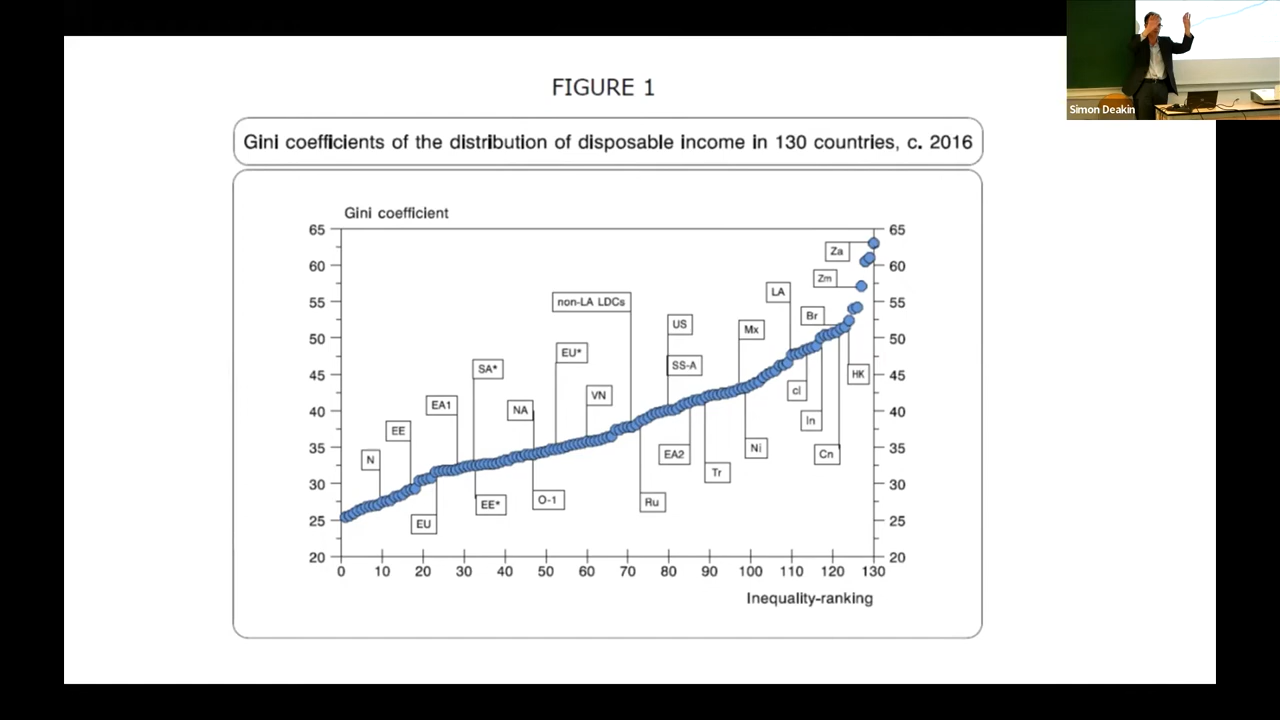 Simon Deakin
FIGURE 1
Gini coefficients of the distribution of disposable income in 130 countries, c. 2016
Gini coefficient
65
60
55
50
45
40
35
30
25
20
65
60
55
50
45
40
35
30
25
20
Za
Zm
LA
non-LA LDCs
Br
US
Mx
EU*
SA*
SS-A
HK
VN
cl
EA1
NA
In
EE
N
EA2
Ni
Cn
Tr
EE*
O-1
Ru
EU
0 10 20 30 40 50 60 70 80 90 100 110 120 130
Inequality-ranking